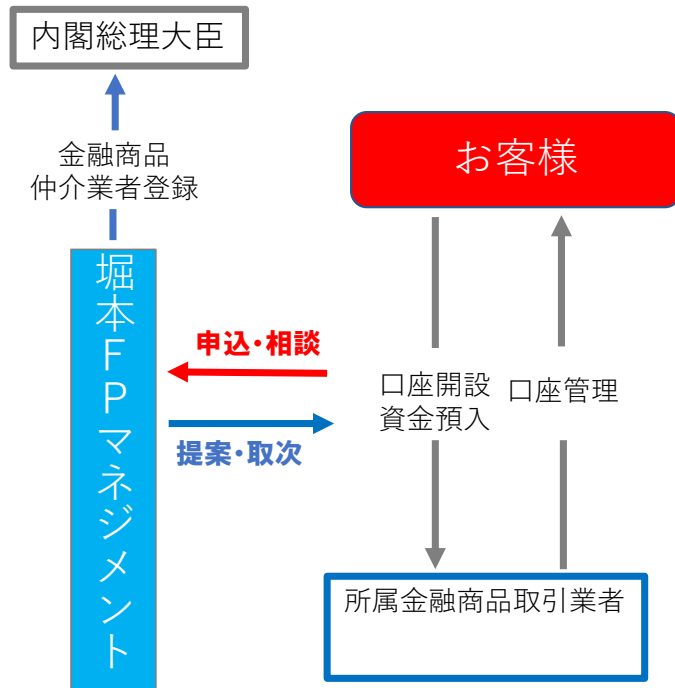 内閣総理大臣
金融商品
仲介業者登録
お客様
堀本FPマネジメント
申込・相談
提案・取次
口座開設
資金預入
口座管理
所属金融商品取引業者